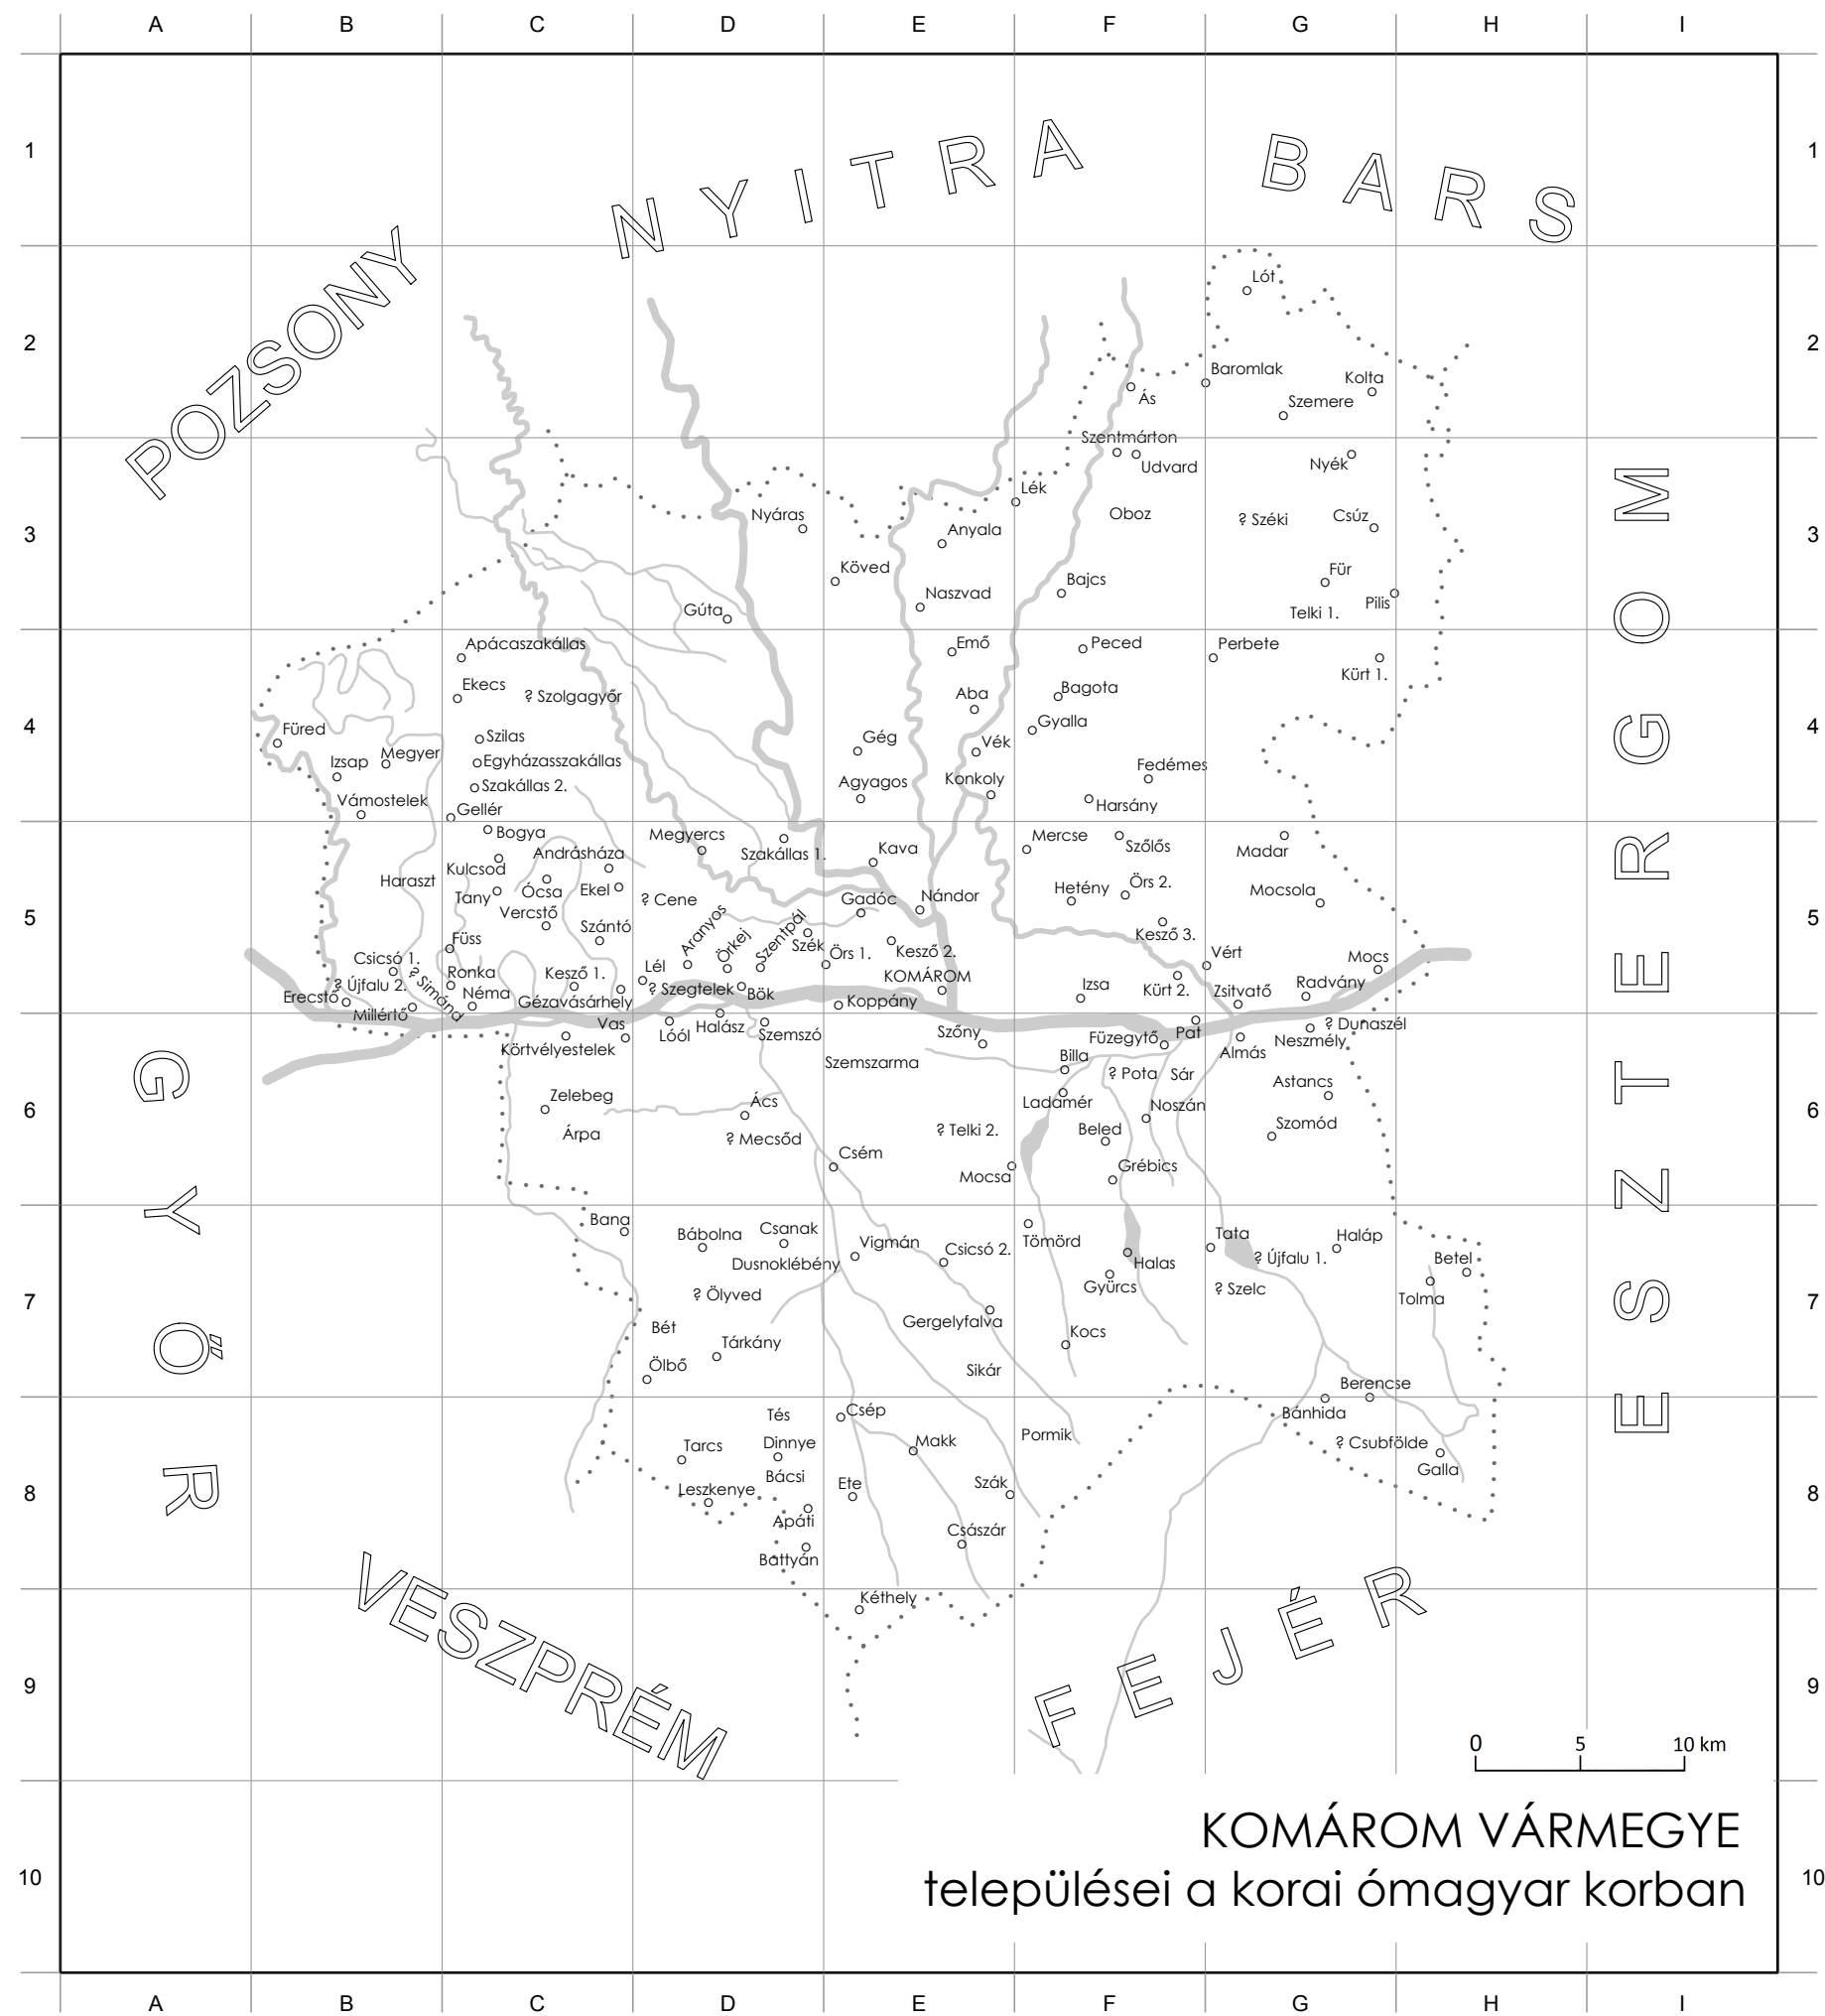 A B C D E F G H I
1 1
2 2
3 3
4 4
5 5
6 6
7 7
8 8
9 9
10 10
NYITRA
BARS
POZSONY
ESZTERGOM
GYŐR
VESZPRÉM
FEJÉR
Lót
Baromlak
Kolta
Ás
Szemere
Szentmárton
Udvard
Nyék
Lék
Nyáras
Oboz
? Széki
Csúz
Anyala
Köved
Für
Bajcs
Naszvad
Pilis
Gúta
Telki 1.
Apácaszakállas
Emő
Peced
Perbete
Kürt 1.
Ekecs
? Szolgagyőr
Aba
Bagota
Gyalla
Füred
Szilas
Gég
Vék
Izsap
Megyer
Egyházasszakállas
Fedémes
Szakállas 2.
Agyagos
Konkoly
Vámostelek
Gellér
Harsány
Bogya
Megyercs
Szakállas 1.
Kava
Mercse
Szőlős
Madar
Andrásháza
Kulcsod
Haraszt
Tany
Ócsa
Ekel
? Cene
Gadóc
Nándor
Hetény
Örs 2.
Mocsola
Vercstő
Szántó
Aranyos
Örkej
Szentpál
Szék
Füss
Örs 1.
Kesző 2.
Kesző 3.
Vért
Csicsó 1.
Ronka
Kesző 1.
Lél
KOMÁROM
Mocs
? Újfalu 2.
? Simánd
Néma
? Szegtelek
Bök
Izsa
Kürt 2.
Zsitvatő
Radvány
Erecstő
Millértő
Gézavásárhely
Koppány
Vas
Lóól
Halász
Szemszó
Szőny
Füzegytő
Pat
? Dunaszél
Neszmély
Körtvélyestelek
Almás
Szemszarma
Billa
? Pota
Sár
Astancs
Zelebeg
Ács
Ladamér
Noszán
Árpa
? Mecsőd
? Telki 2.
Beled
Szomód
Csém
Mocsa
Grébics
Bana
Bábolna
Csanak
Vigmán
Csicsó 2.
Tömörd
Tata
Haláp
Dusnoklébény
Halas
? Újfalu 1.
Betel
? Ölyved
Gyürcs
? Szelc
Tolma
Bét
Tárkány
Gergelyfalva
Kocs
Ölbő
Sikár
Berencse
Tés
Csép
Bánhida
Pormik
Tarcs
Dinnye
Makk
? Csubfölde
Bácsi
Galla
Leszkenye
Ete
Szák
Apáti
Császár
Battyán
Kéthely
0 5 10 km
KOMÁROM VÁRMEGYE
települései a korai ómagyar korban
A B C D E F G H I